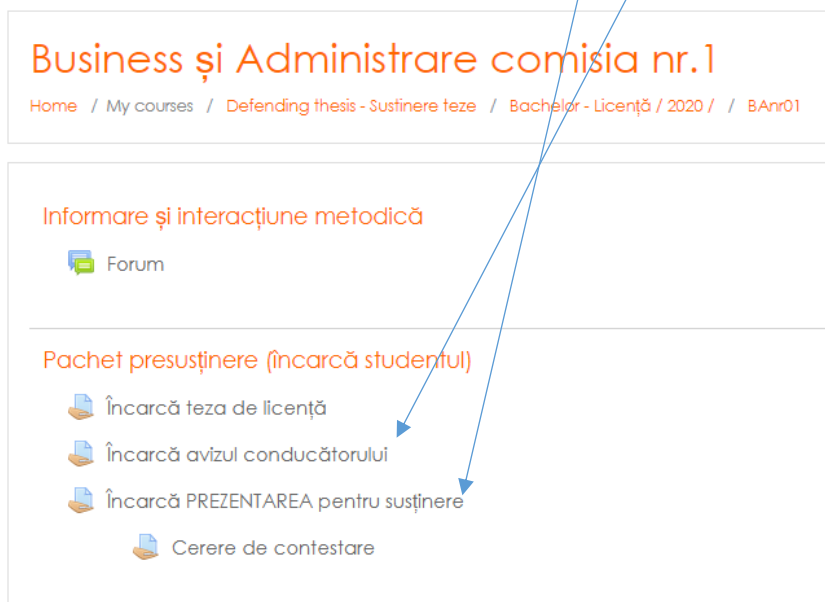 Business și Administrare comisia nr.1
Home / My courses / Defending thesis - Sustinere teze / Bachelor - Licență / 2020 / / BAnr01
Informare și interacțiune metodică
Forum
Pachet presusținere (încarcă studentul)
Încarcă teza de licență
Încarcă avizul conducătorului
Încarcă PREZENTAREA pentru susținere
Cerere de contestare